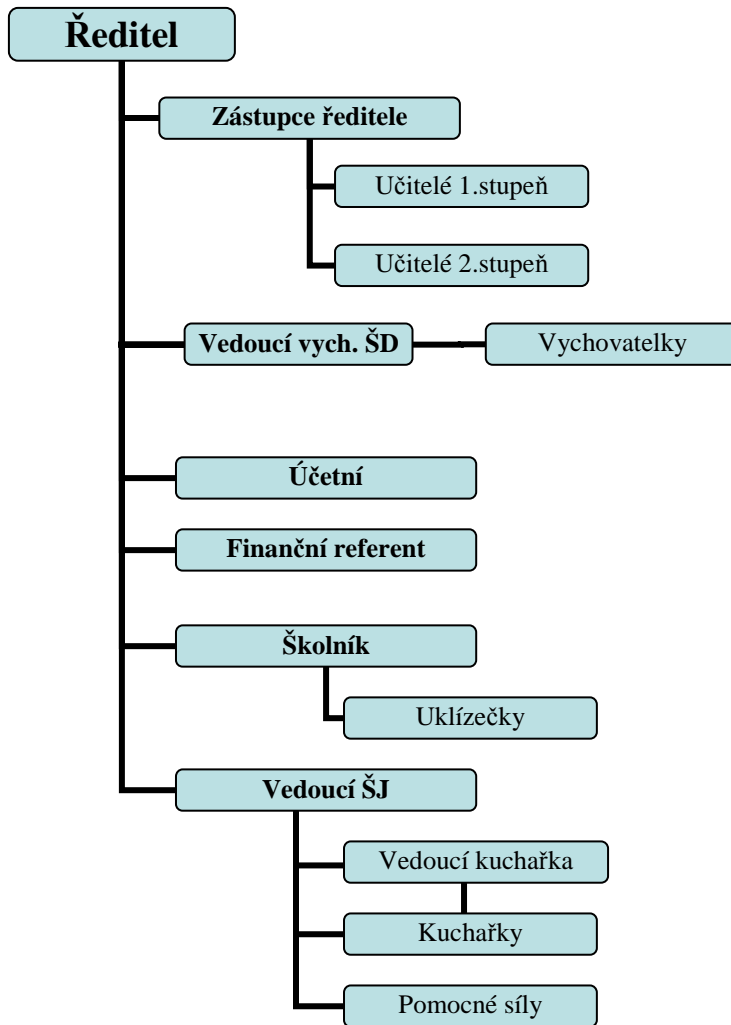 Ředitel
Zástupce ředitele
Učitelé 1.stupeň
Učitelé 2.stupeň
Vedoucí vych. ŠD
Vychovatelky
Účetní
Finanční referent
Školník
Uklízečky
Vedoucí ŠJ
Vedoucí kuchařka
Kuchařky
Pomocné síly